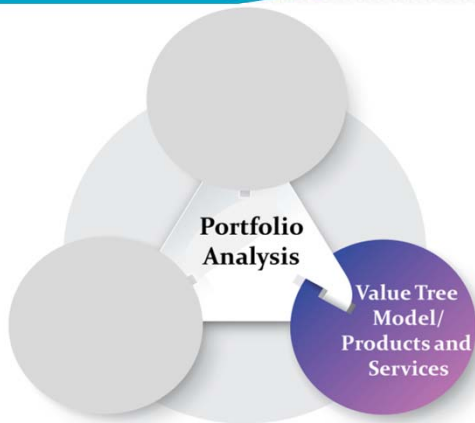 Portfolio
Analysis
Value Tree
Model/
Products and
Services